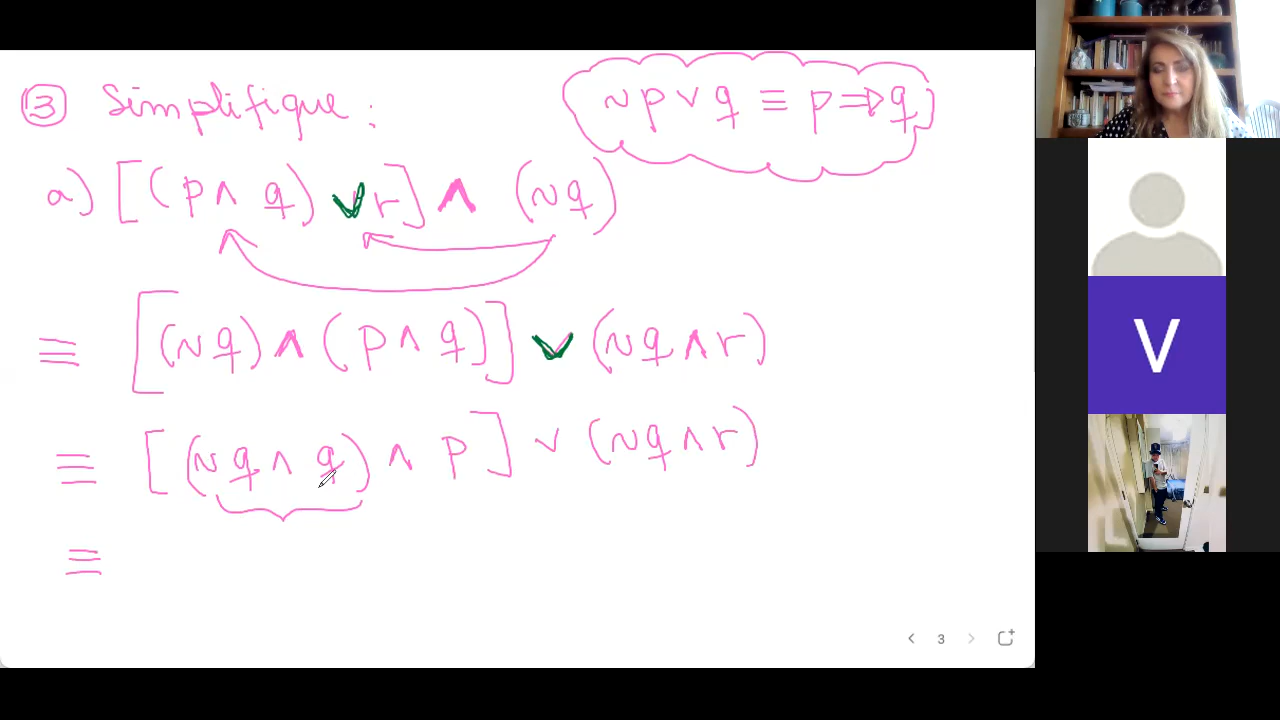 ③ Simplifique:
~p ∨ q ≡ p ⇒ q
a) [(p ∧ q) ∨ r] ∧ (~q)
≡ [(~q) ∧ (p ∧ q)] ∨ (~q ∧ r)
≡ [(~q ∧ q) ∧ p] ∨ (~q ∧ r)
≡
V
3